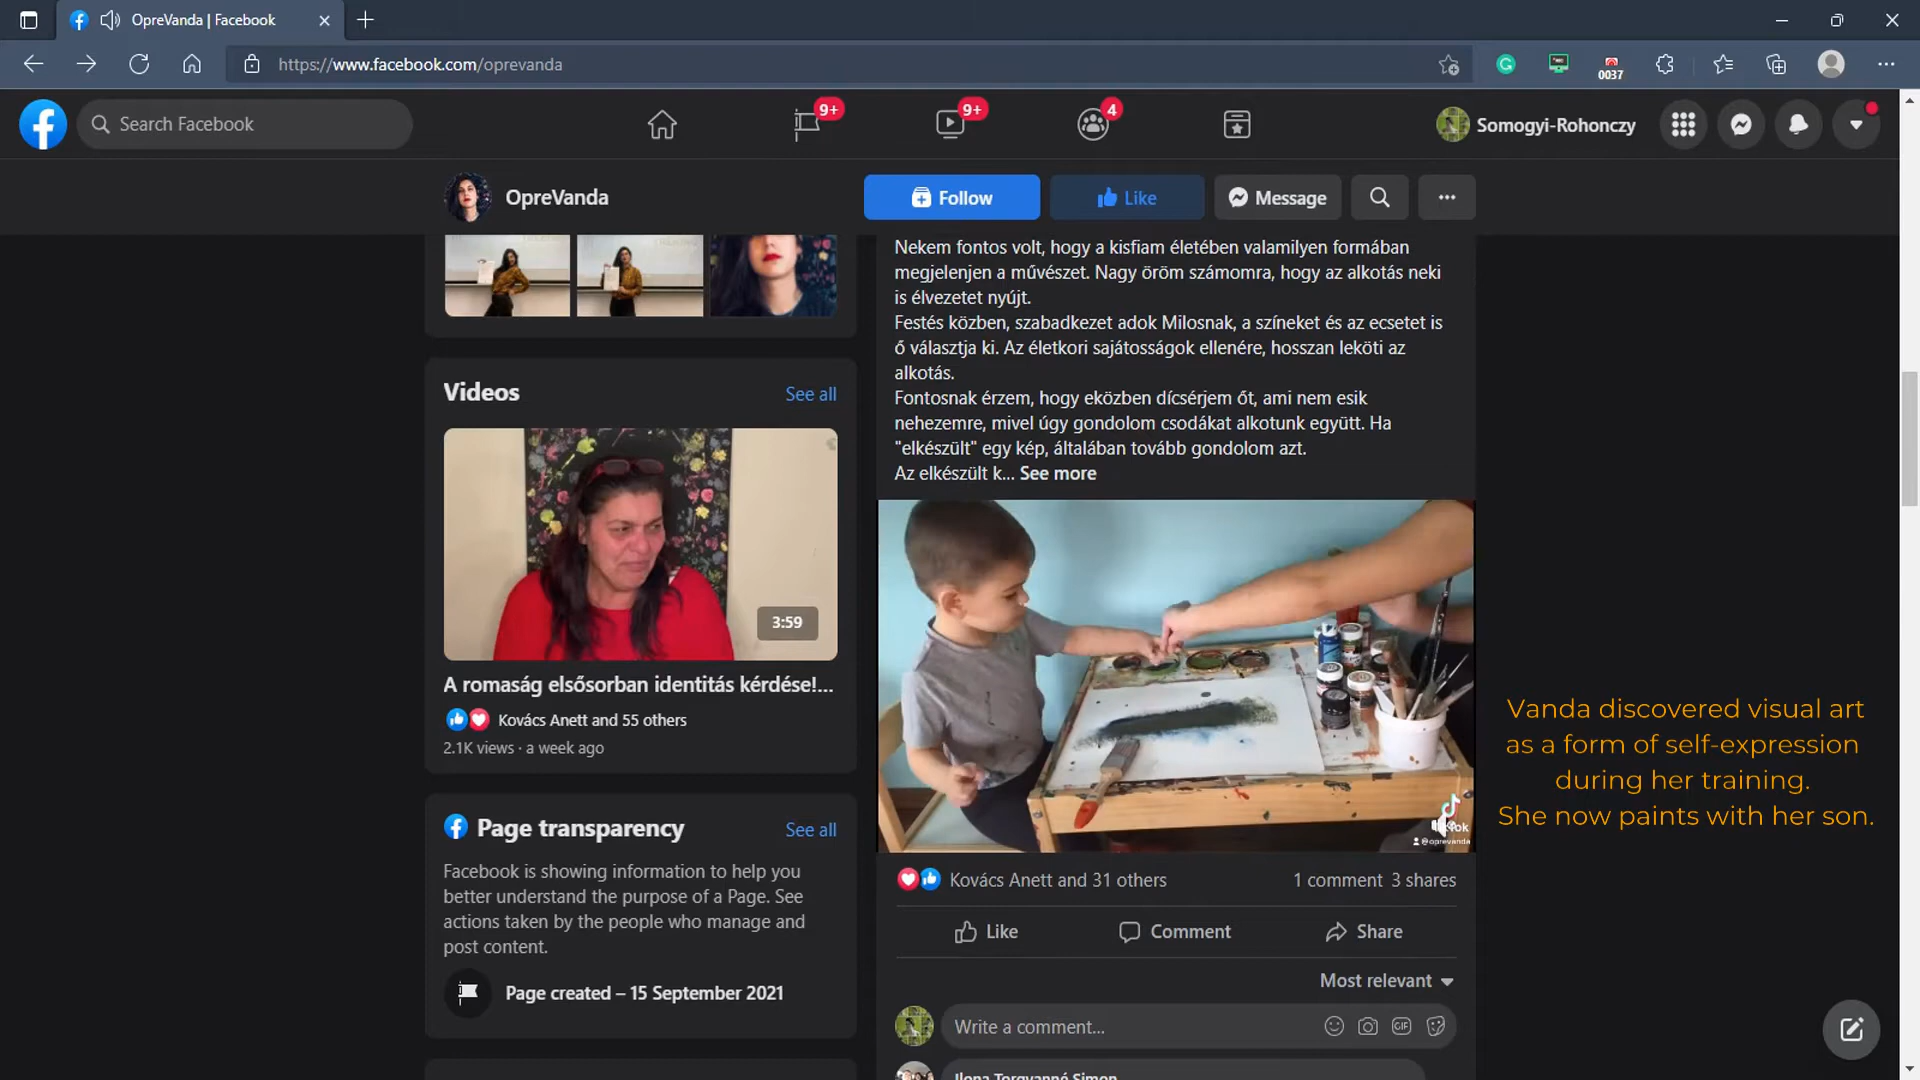 OpreVanda | Facebook
https://www.facebook.com/oprevanda
0037
Search Facebook
9+
9+
4
Somogyi-Rohonczy
OpreVanda
Follow
Like
Message
Nekem fontos volt, hogy a kisfiam életében valamilyen formában
megjelenjen a művészet. Nagy öröm számomra, hogy az alkotás neki
is élvezetet nyújt.
Festés közben, szabadkezet adok Milosnak, a színeket és az ecsetet is
ő választja ki. Az életkori sajátosságok ellenére, hosszan leköti az
alkotás.
Fontosnak érzem, hogy eközben dícsérjem őt, ami nem esik
nehezemre, mivel úgy gondolom csodákat alkotunk együtt. Ha
"elkészült" egy kép, általában tovább gondolom azt.
Az elkészült k... See more
Videos
See all
3:59
A romaság elsősorban identitás kérdése!...
Kovács Anett and 55 others
2.1K views · a week ago
Page transparency
See all
Facebook is showing information to help you
better understand the purpose of a Page. See
actions taken by the people who manage and
post content.
Page created – 15 September 2021
@oprevanda
Vanda discovered visual art
as a form of self-expression
during her training.
She now paints with her son.
Kovács Anett and 31 others
1 comment 3 shares
Like
Comment
Share
Most relevant
Write a comment...
GIF
Ilona Torgyanné Simon